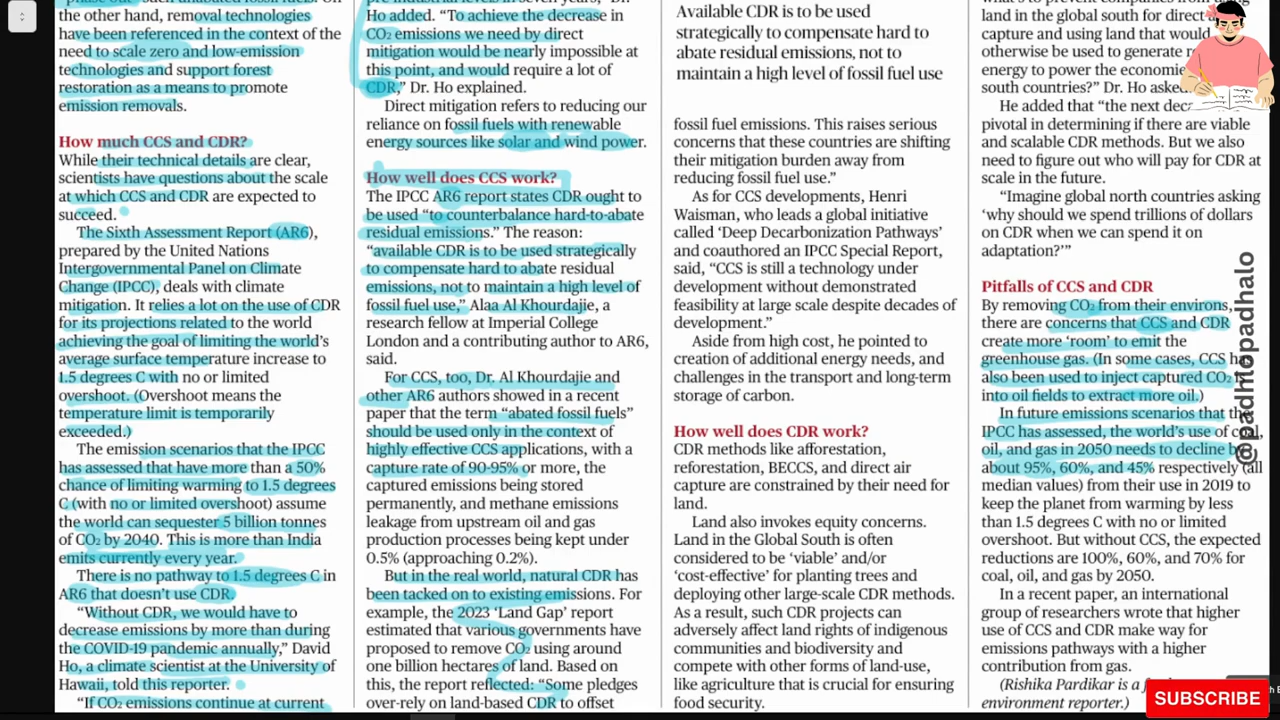 "phase out" such unabated fossil fuels. On
the other hand, removal technologies
have been referenced in the context of the
need to scale zero and low-emission
technologies and support forest
restoration as a means to promote
emission removals.
How much CCS and CDR?
While their technical details are clear,
scientists have questions about the scale
at which CCS and CDR are expected to
succeed.
The Sixth Assessment Report (AR6),
prepared by the United Nations
Intergovernmental Panel on Climate
Change (IPCC), deals with climate
mitigation. It relies a lot on the use of CDR
for its projections related to the world
achieving the goal of limiting the world's
average surface temperature increase to
1.5 degrees C with no or limited
overshoot. (Overshoot means the
temperature limit is temporarily
exceeded.)
The emission scenarios that the IPCC
has assessed that have more than a 50%
chance of limiting warming to 1.5 degrees
C (with no or limited overshoot) assume
the world can sequester 5 billion tonnes
of CO₂ by 2040. This is more than India
emits currently every year.
There is no pathway to 1.5 degrees C in
AR6 that doesn't use CDR.
"Without CDR, we would have to
decrease emissions by more than during
the COVID-19 pandemic annually," David
Ho, a climate scientist at the University of
Hawaii, told this reporter.
"If CO₂ emissions continue at current
pre-industrial levels in seven years," Dr.
Ho added. "To achieve the decrease in
CO₂ emissions we need by direct
mitigation would be nearly impossible at
this point, and would require a lot of
CDR," Dr. Ho explained.
Direct mitigation refers to reducing our
reliance on fossil fuels with renewable
energy sources like solar and wind power.
How well does CCS work?
The IPCC AR6 report states CDR ought to
be used "to counterbalance hard-to-abate
residual emissions." The reason:
"available CDR is to be used strategically
to compensate hard to abate residual
emissions, not to maintain a high level of
fossil fuel use," Alaa Al Khourdajie, a
research fellow at Imperial College
London and a contributing author to AR6,
said.
For CCS, too, Dr. Al Khourdajie and
other AR6 authors showed in a recent
paper that the term "abated fossil fuels"
should be used only in the context of
highly effective CCS applications, with a
capture rate of 90-95% or more, the
captured emissions being stored
permanently, and methane emissions
leakage from upstream oil and gas
production processes being kept under
0.5% (approaching 0.2%).
But in the real world, natural CDR has
been tacked on to existing emissions. For
example, the 2023 'Land Gap' report
estimated that various governments have
proposed to remove CO₂ using around
one billion hectares of land. Based on
this, the report reflected: "Some pledges
over-rely on land-based CDR to offset
Available CDR is to be used
strategically to compensate hard to
abate residual emissions, not to
maintain a high level of fossil fuel use
fossil fuel emissions. This raises serious
concerns that these countries are shifting
their mitigation burden away from
reducing fossil fuel use."
As for CCS developments, Henri
Waisman, who leads a global initiative
called 'Deep Decarbonization Pathways'
and coauthored an IPCC Special Report,
said, "CCS is still a technology under
development without demonstrated
feasibility at large scale despite decades of
development."
Aside from high cost, he pointed to
creation of additional energy needs, and
challenges in the transport and long-term
storage of carbon.
How well does CDR work?
CDR methods like afforestation,
reforestation, BECCS, and direct air
capture are constrained by their need for
land.
Land also invokes equity concerns.
Land in the Global South is often
considered to be 'viable' and/or
'cost-effective' for planting trees and
deploying other large-scale CDR methods.
As a result, such CDR projects can
adversely affect land rights of indigenous
communities and biodiversity and
compete with other forms of land-use,
like agriculture that is crucial for ensuring
food security.
what's to prevent companies from
land in the global south for direct
capture and using land that would
otherwise be used to generate
energy to power the economie
south countries?" Dr. Ho asked
He added that "the next dec
pivotal in determining if there are viable
and scalable CDR methods. But we also
need to figure out who will pay for CDR at
scale in the future.
"Imagine global north countries asking
'why should we spend trillions of dollars
on CDR when we can spend it on
adaptation?'"
Pitfalls of CCS and CDR
By removing CO₂ from their environs,
there are concerns that CCS and CDR
create more 'room' to emit the
greenhouse gas. (In some cases, CCS
also been used to inject captured CO₂
into oil fields to extract more oil.)
In future emissions scenarios that the
IPCC has assessed, the world's use of coal,
oil, and gas in 2050 needs to decline by
about 95%, 60%, and 45% respectively (all
median values) from their use in 2019 to
keep the planet from warming by less
than 1.5 degrees C with no or limited
overshoot. But without CCS, the expected
reductions are 100%, 60%, and 70% for
coal, oil, and gas by 2050.
In a recent paper, an international
group of researchers wrote that higher
use of CCS and CDR make way for
emissions pathways with a higher
contribution from gas.
(Rishika Pardikar is a
environment reporter.)
@padhtopadhalo
SUBSCRIBE